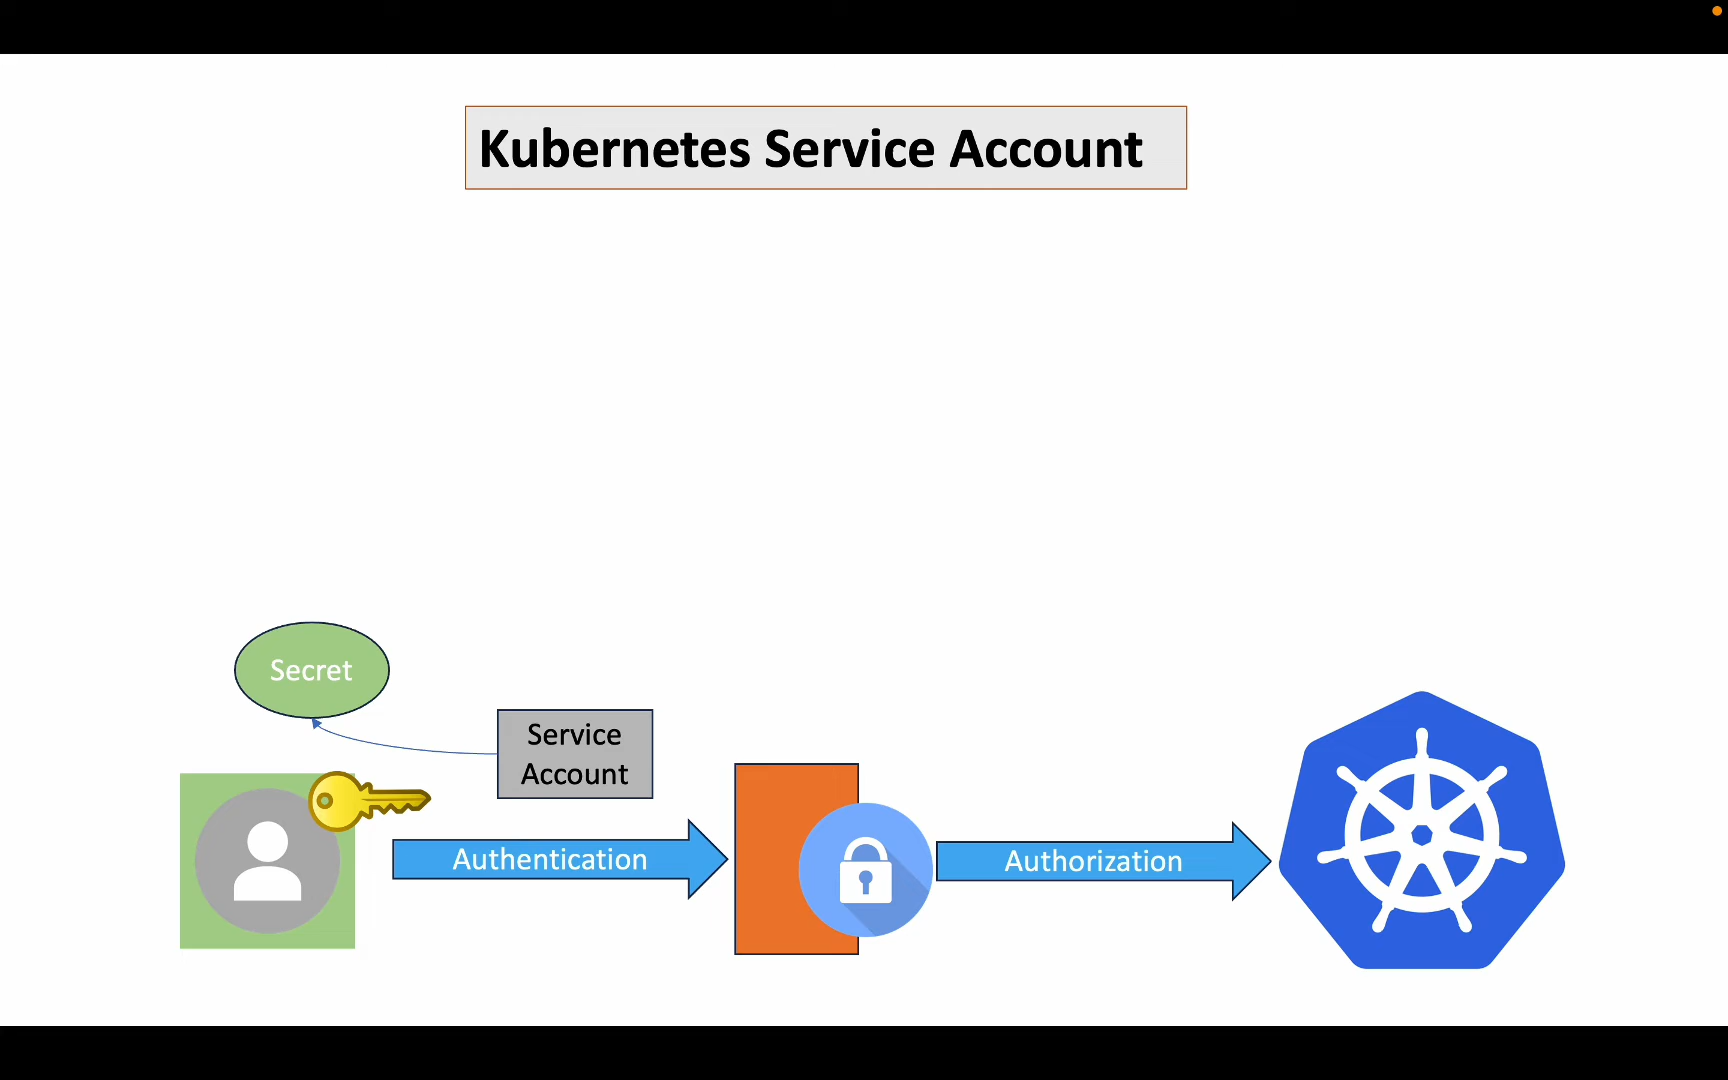 Kubernetes Service Account
Secret
Service
Account
Authentication
Authorization